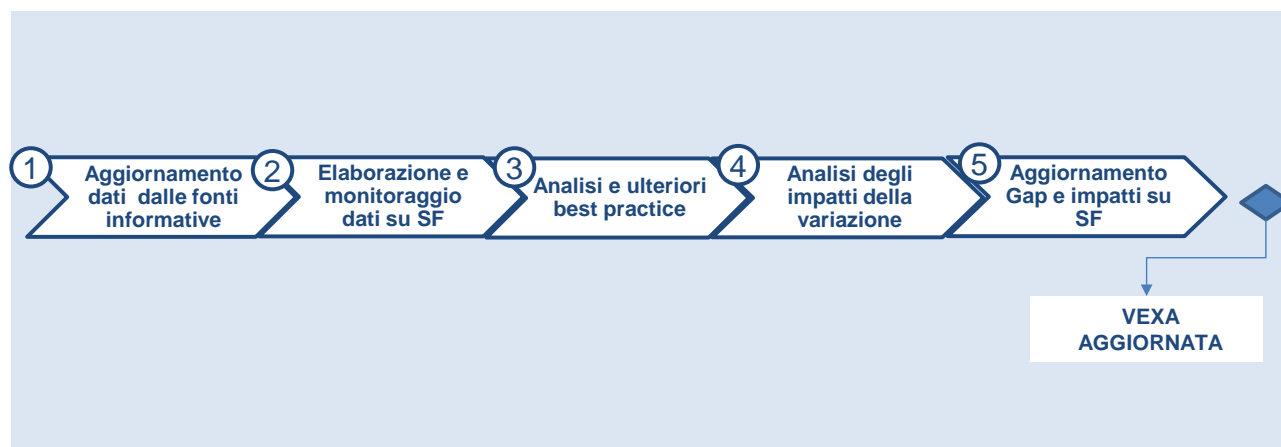 1
Aggiornamento
dati dalle fonti
informative
2
Elaborazione e
monitoraggio
dati su SF
3
Analisi e ulteriori
best practice
4
Analisi degli
impatti della
variazione
5
Aggiornamento
Gap e impatti su
SF
VEXA
AGGIORNATA